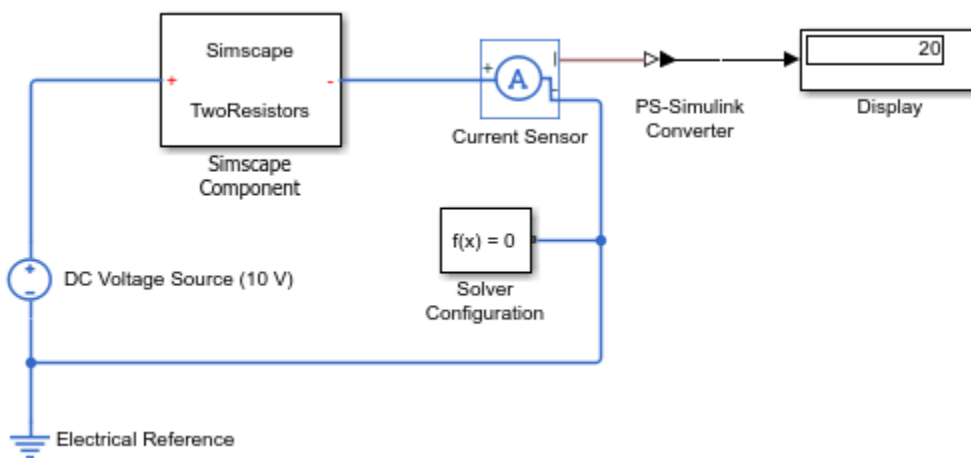 Simscape
+
-
TwoResistors
Simscape
Component
+
A
I
-
Current Sensor
PS-Simulink
Converter
20
Display
f(x) = 0
Solver
Configuration
+
-
DC Voltage Source (10 V)
Electrical Reference